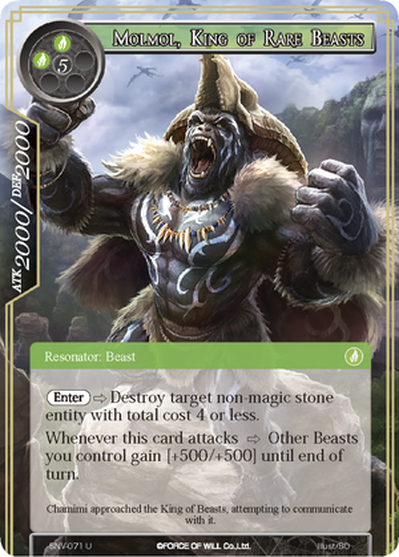 MOLMOL, KING OF RARE BEASTS
5
ATK 2000/DEF 2000
Resonator: Beast
Enter ⇨ Destroy target non-magic stone
entity with total cost 4 or less.
Whenever this card attacks ⇨ Other Beasts
you control gain [+500/+500] until end of
turn.
Chamimi approached the King of Beasts, attempting to communicate
with it.
ENV-071 U
©FORCE OF WILL Co.,Ltd.
Illust/SO